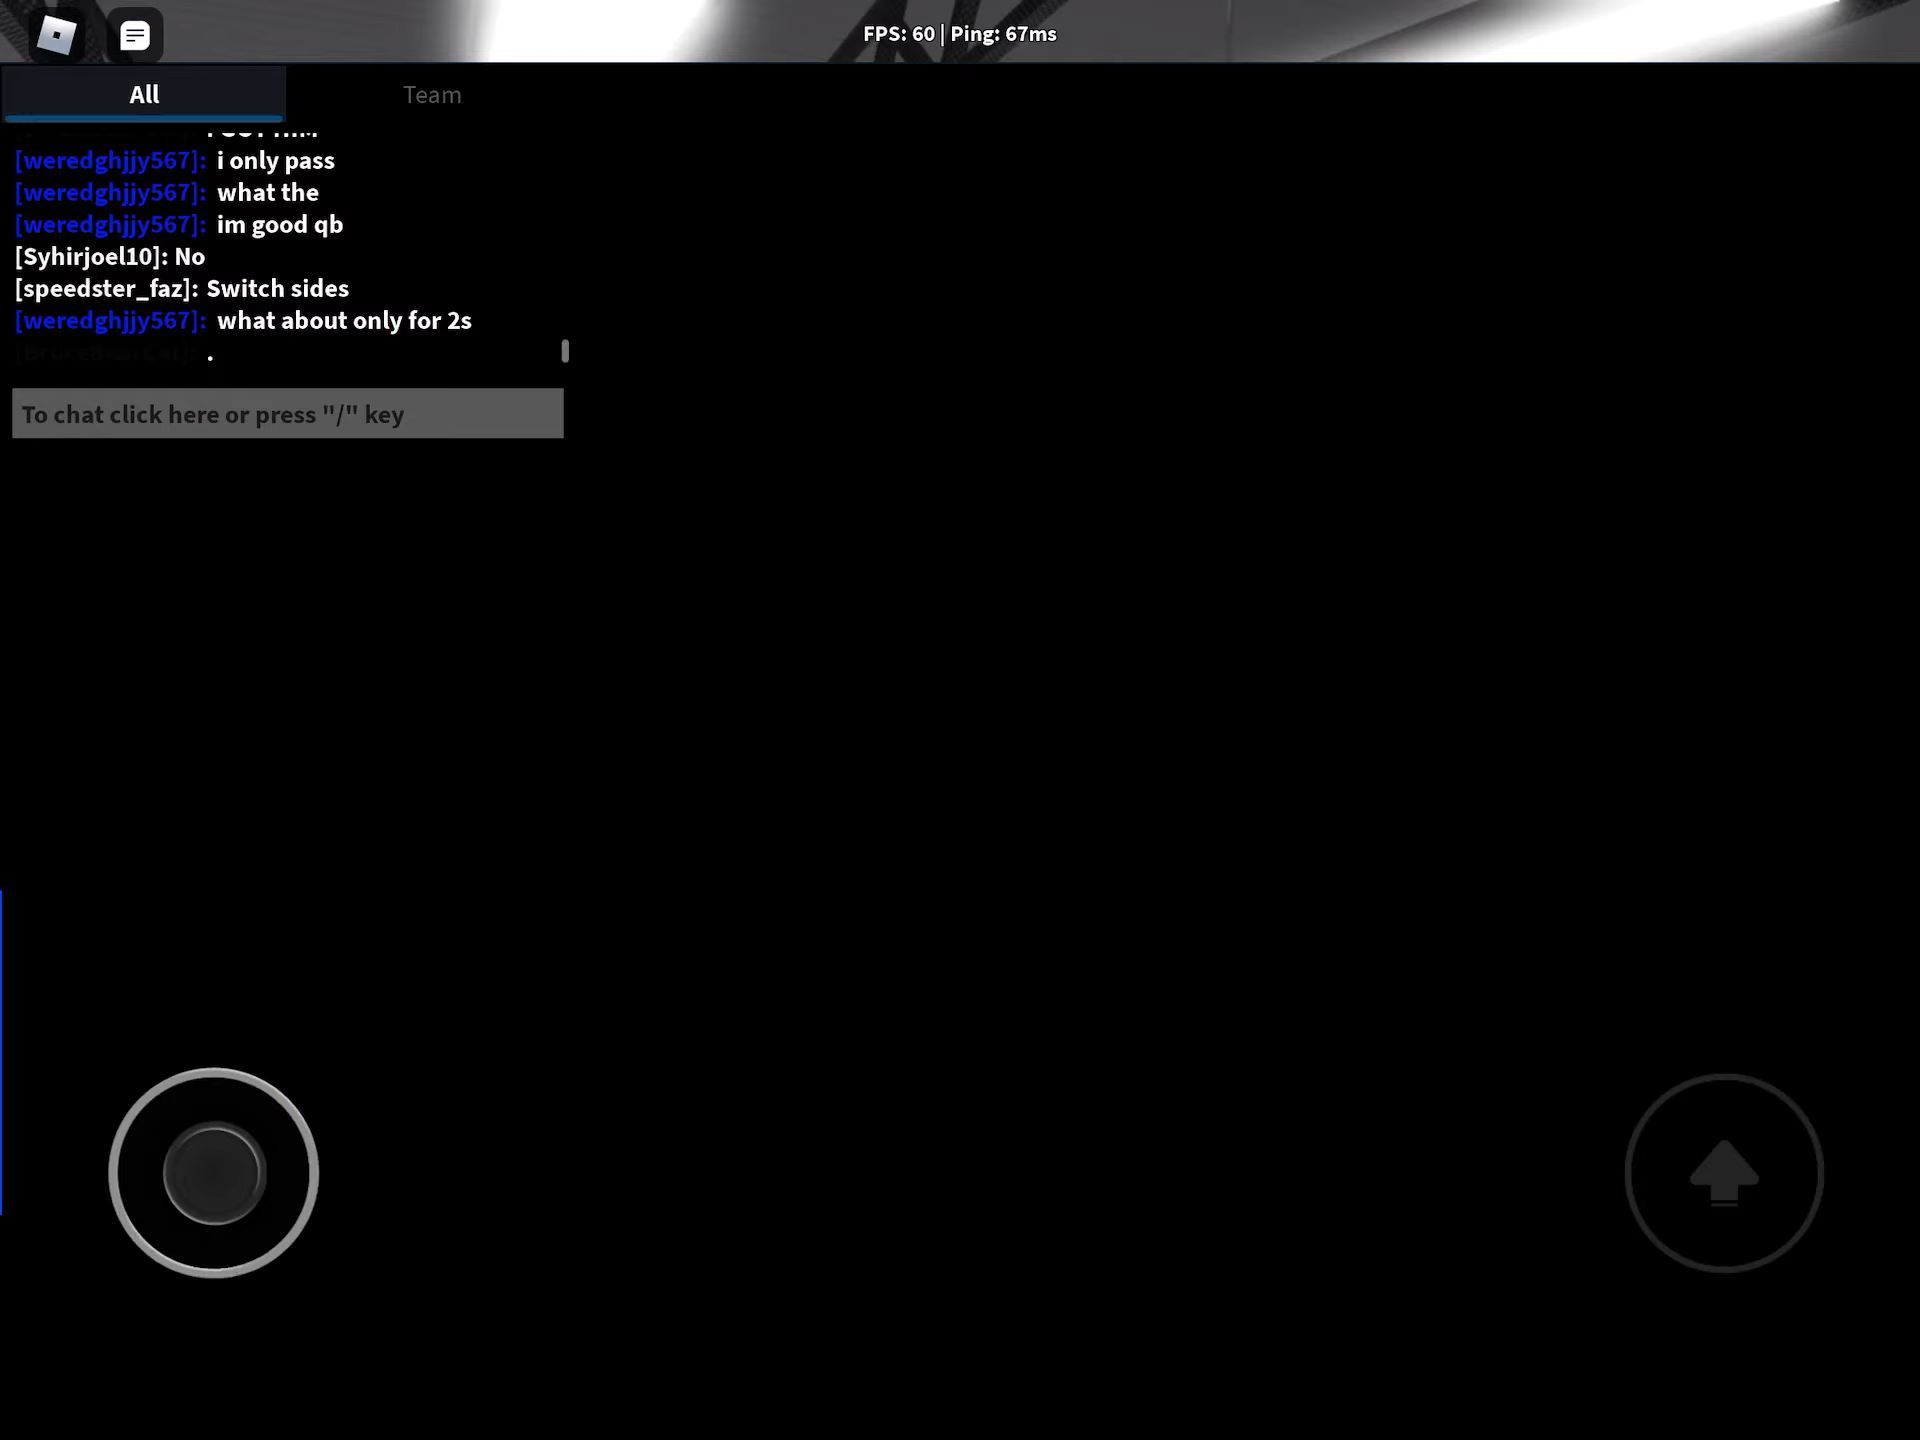 FPS: 60 | Ping: 67ms
All
Team
[weredghjjy567]: i only pass
[weredghjjy567]: what the
[weredghjjy567]: im good qb
[Syhirjoel10]: No
[speedster_faz]: Switch sides
[weredghjjy567]: what about only for 2s
.
To chat click here or press "/" key